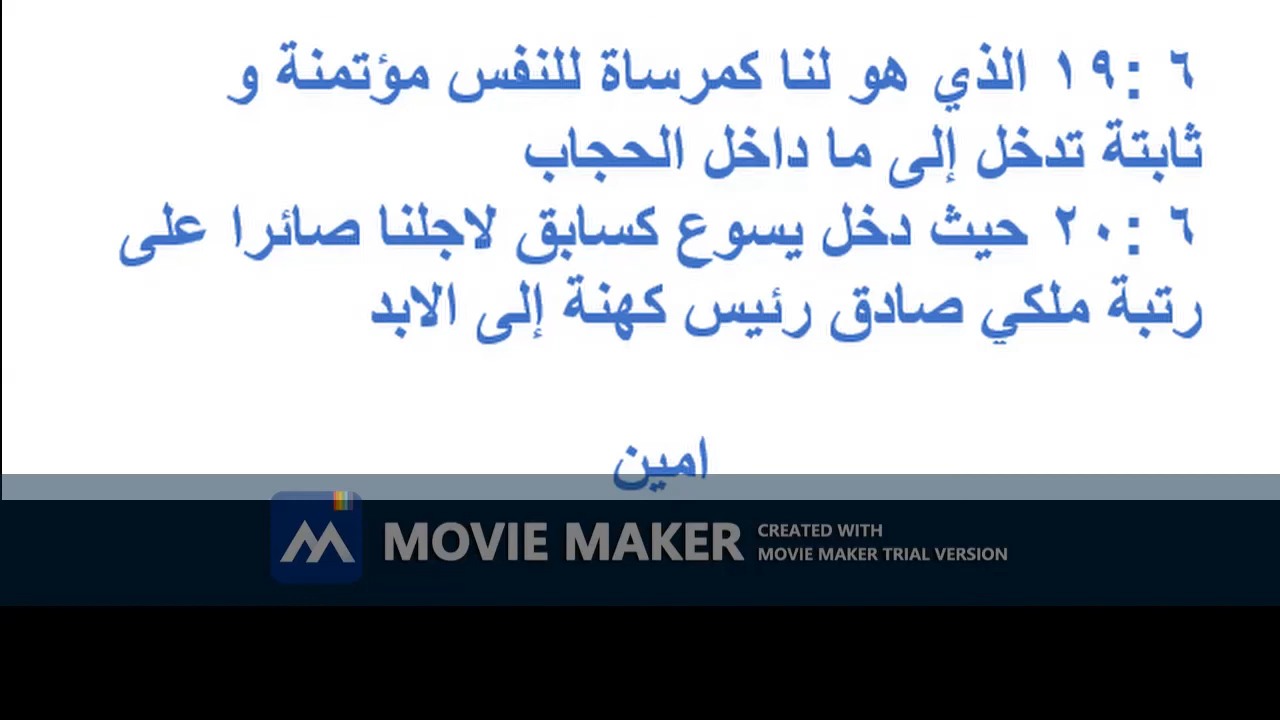 ٦ :١٩ الذي هو لنا كمرساة للنفس مؤتمنة و
ثابتة تدخل إلى ما داخل الحجاب
٦ :٢٠ حيث دخل يسوع كسابق لاجلنا صائرا على
رتبة ملكي صادق رئيس كهنة إلى الابد
امين
MOVIE MAKER
CREATED WITH
MOVIE MAKER TRIAL VERSION